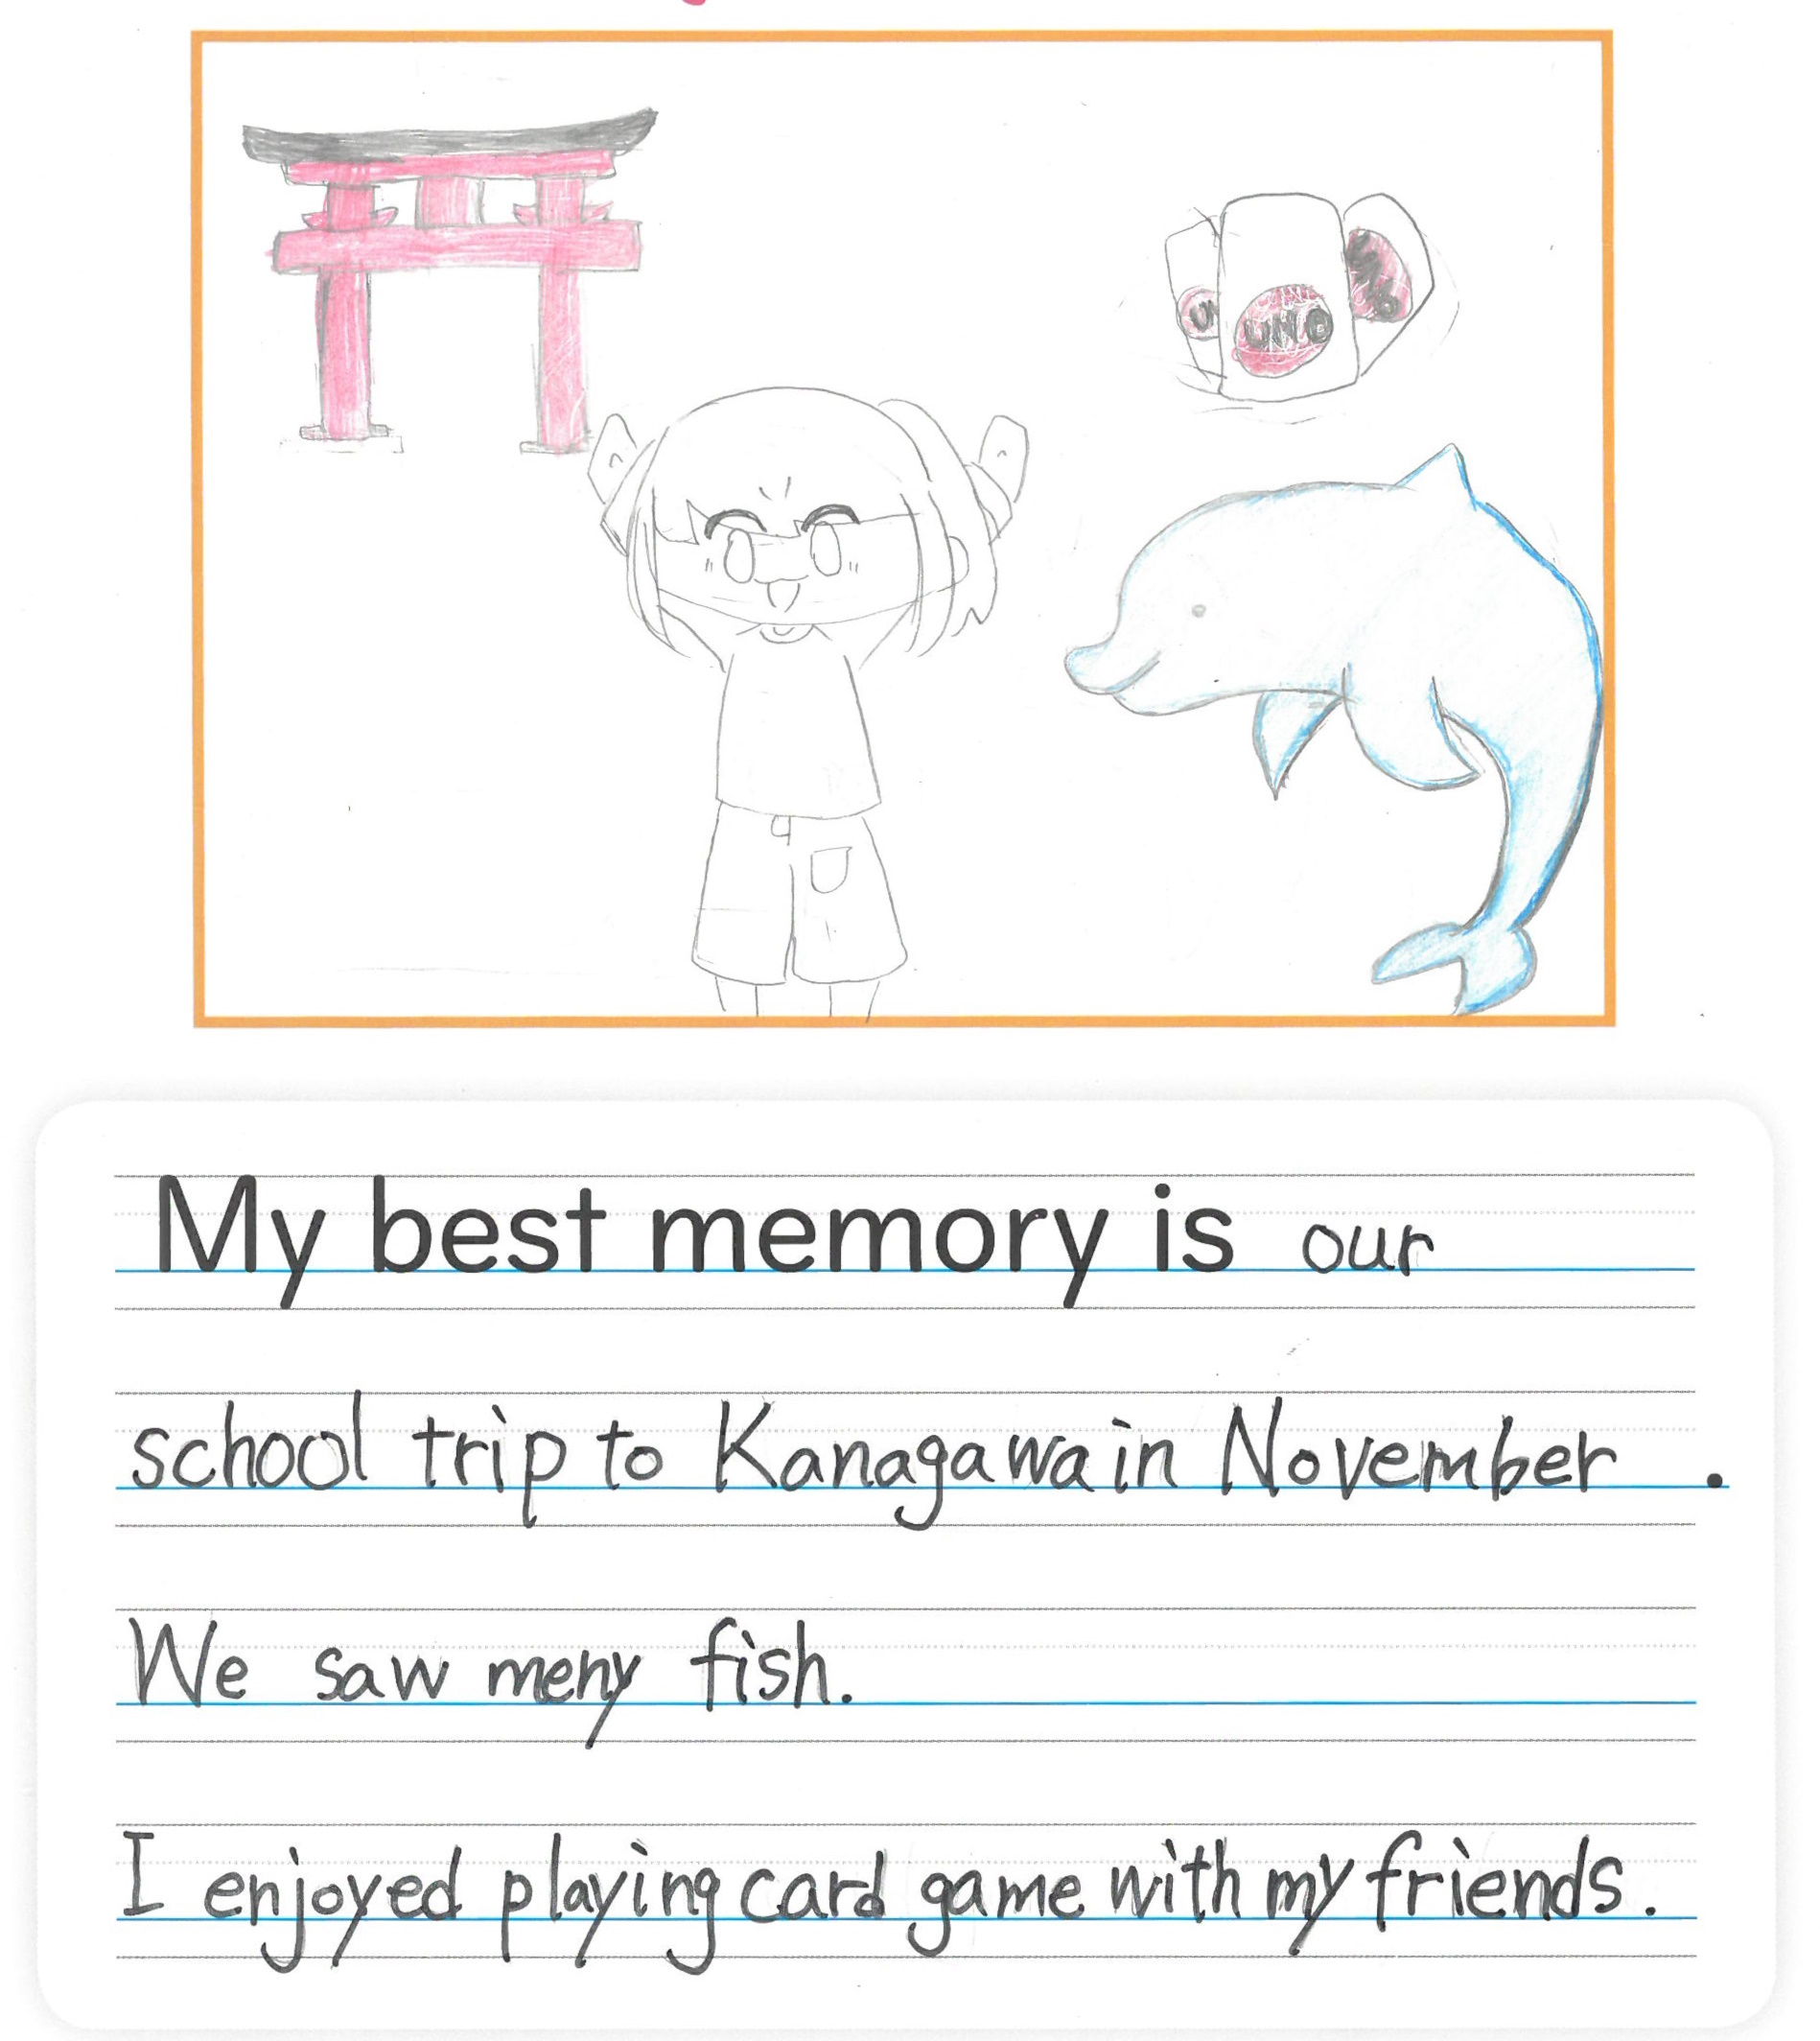 UN
UNO
UNO
My best memory is our
school trip to Kanagawa in November .
We saw meny fish.
I enjoyed playing card game with my friends.